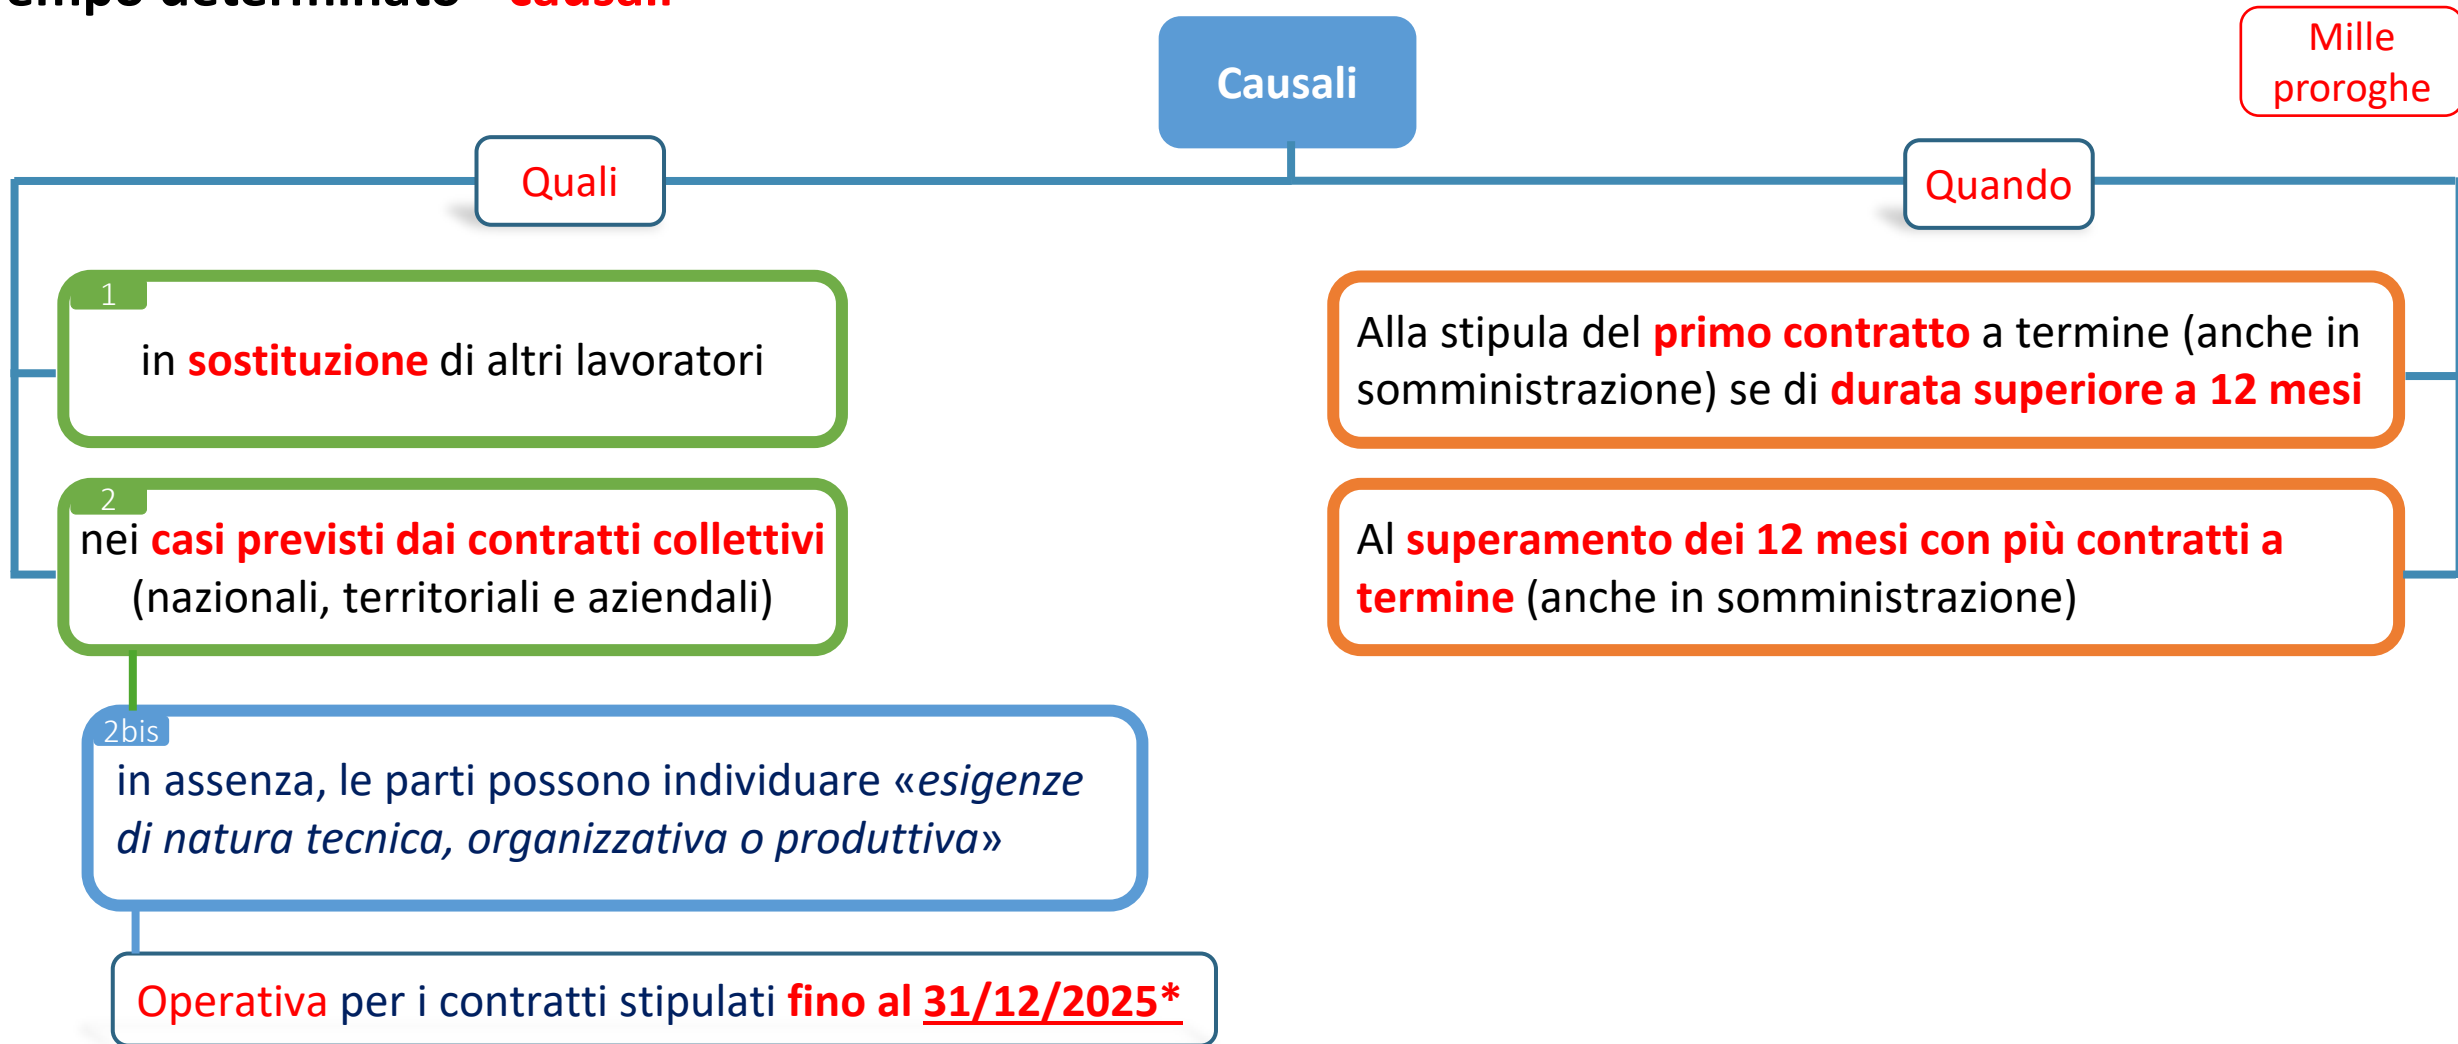 tempo determinato - causali
Causali
Mille
proroghe
Quali
Quando
1
in sostituzione di altri lavoratori
2
nei casi previsti dai contratti collettivi
(nazionali, territoriali e aziendali)
2bis
in assenza, le parti possono individuare «esigenze
di natura tecnica, organizzativa o produttiva»
Operativa per i contratti stipulati fino al 31/12/2025*
Alla stipula del primo contratto a termine (anche in
somministrazione) se di durata superiore a 12 mesi
Al superamento dei 12 mesi con più contratti a
termine (anche in somministrazione)